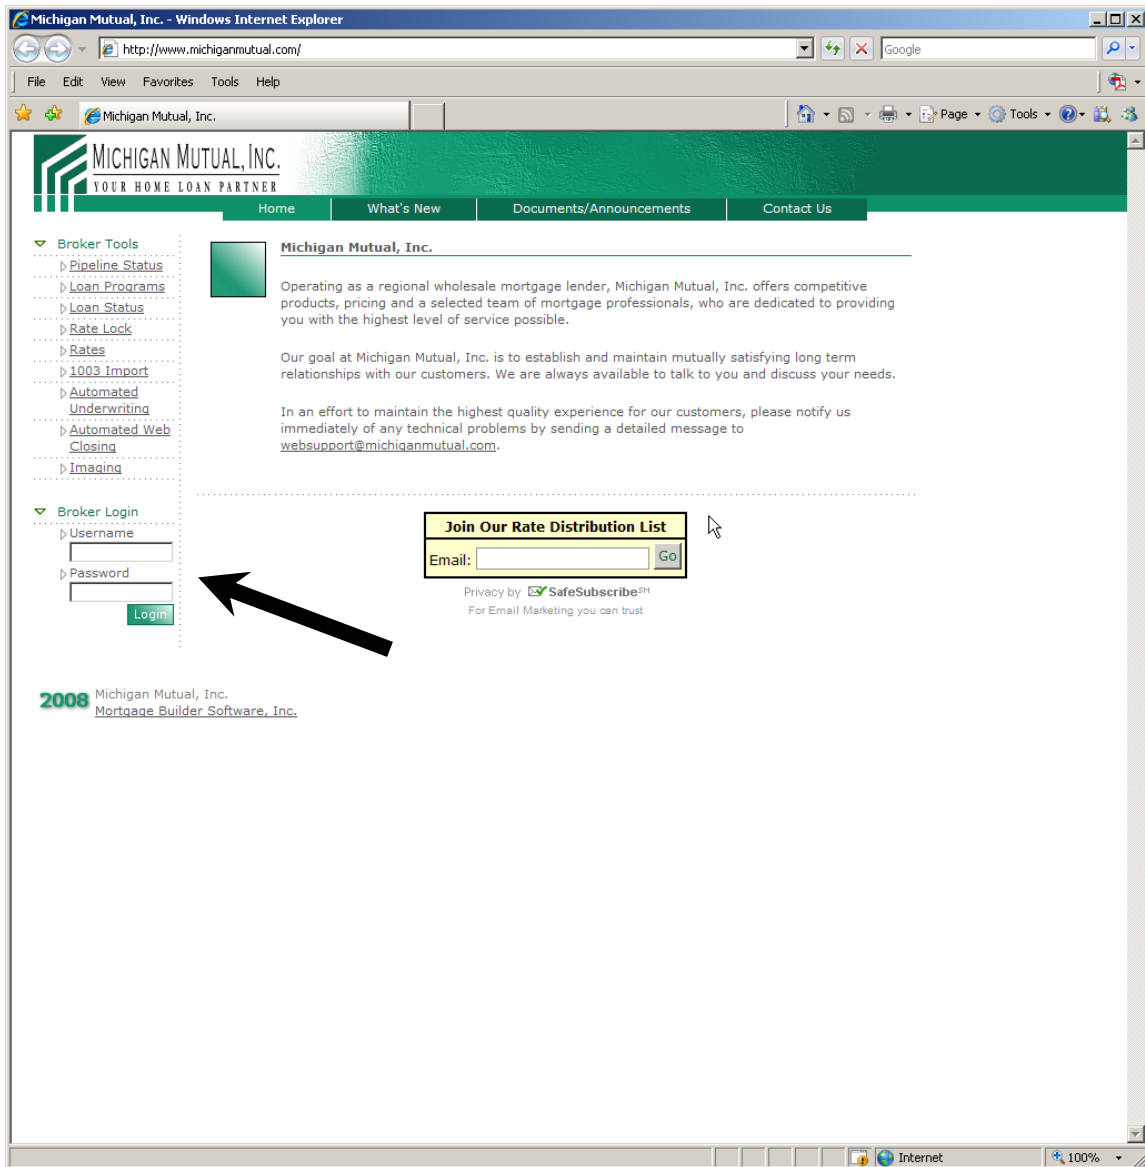 Michigan Mutual, Inc. - Windows Internet Explorer
http://www.michiganmutual.com/
Google
File Edit View Favorites Tools Help
Michigan Mutual, Inc.
Page Tools
MICHIGAN MUTUAL, INC.
YOUR HOME LOAN PARTNER
Home What's New Documents/Announcements Contact Us
Broker Tools
Pipeline Status
Loan Programs
Loan Status
Rate Lock
Rates
1003 Import
Automated
Underwriting
Automated Web
Closing
Imaging
Broker Login
Username
Password
Login
Michigan Mutual, Inc.
Operating as a regional wholesale mortgage lender, Michigan Mutual, Inc. offers competitive
products, pricing and a selected team of mortgage professionals, who are dedicated to providing
you with the highest level of service possible.
Our goal at Michigan Mutual, Inc. is to establish and maintain mutually satisfying long term
relationships with our customers. We are always available to talk to you and discuss your needs.
In an effort to maintain the highest quality experience for our customers, please notify us
immediately of any technical problems by sending a detailed message to
websupport@michiganmutual.com.
Join Our Rate Distribution List
Email: Go
Privacy by SafeSubscribe SM
For Email Marketing you can trust
2008 Michigan Mutual, Inc.
Mortgage Builder Software, Inc.
Internet 100%